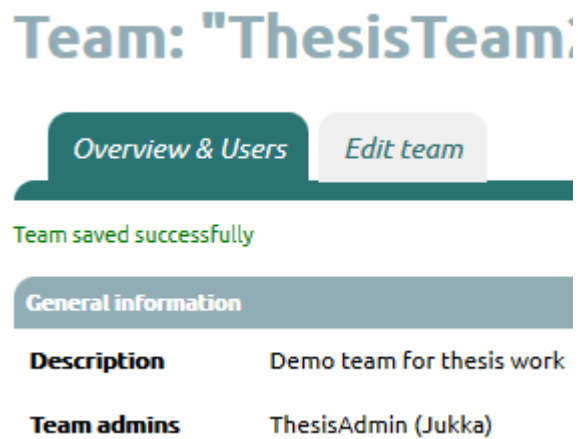 Team: "ThesisTeam
Overview & Users
Edit team
Team saved successfully
General information
Description Demo team for thesis work
Team admins ThesisAdmin (Jukka)